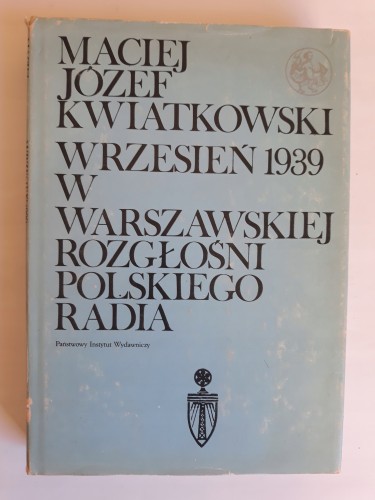 MACIEJ
JÓZEF
KWIATKOWSKI
WRZESIEŃ 1939
W
WARSZAWSKIEJ
ROZGŁOŚNI
POLSKIEGO
RADIA
Państwowy Instytut Wydawniczy